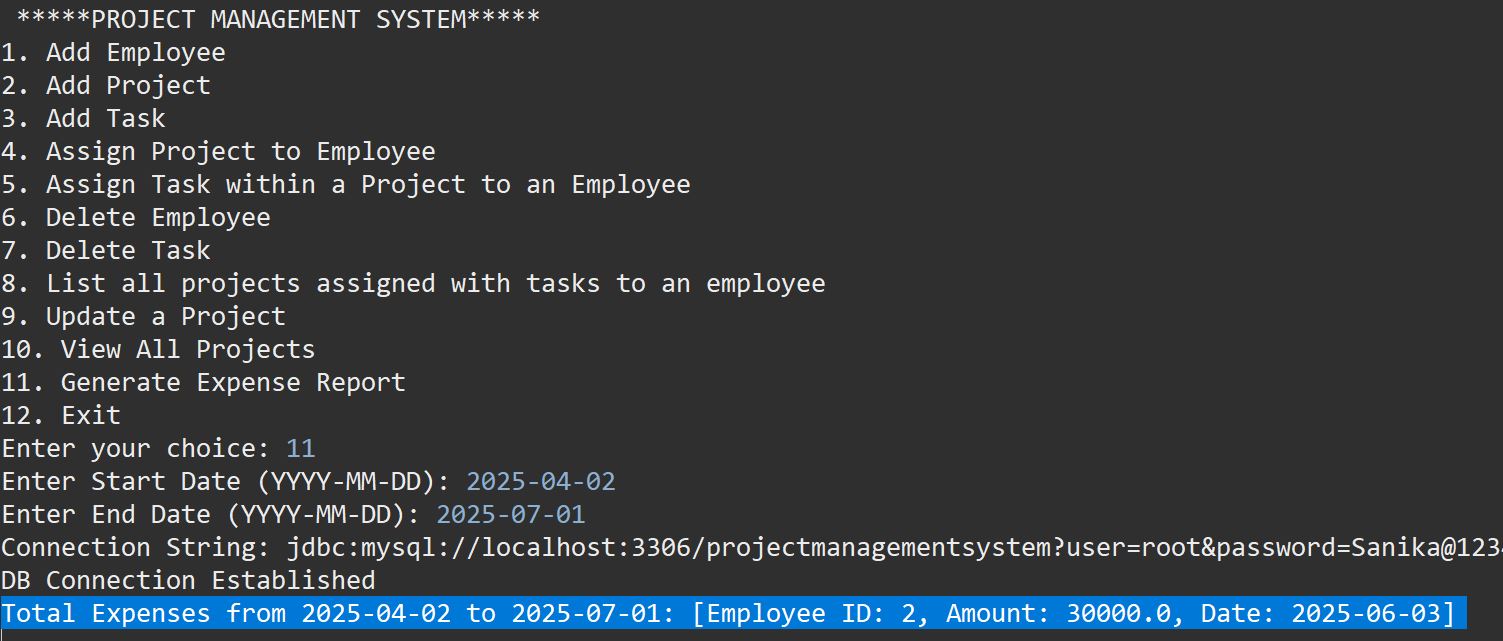 *****PROJECT MANAGEMENT SYSTEM*****
1. Add Employee
2. Add Project
3. Add Task
4. Assign Project to Employee
5. Assign Task within a Project to an Employee
6. Delete Employee
7. Delete Task
8. List all projects assigned with tasks to an employee
9. Update a Project
10. View All Projects
11. Generate Expense Report
12. Exit
Enter your choice: 11
Enter Start Date (YYYY-MM-DD): 2025-04-02
Enter End Date (YYYY-MM-DD): 2025-07-01
Connection String: jdbc:mysql://localhost:3306/projectmanagementsystem?user=root&password=Sanika@123
DB Connection Established
Total Expenses from 2025-04-02 to 2025-07-01: [Employee ID: 2, Amount: 30000.0, Date: 2025-06-03]